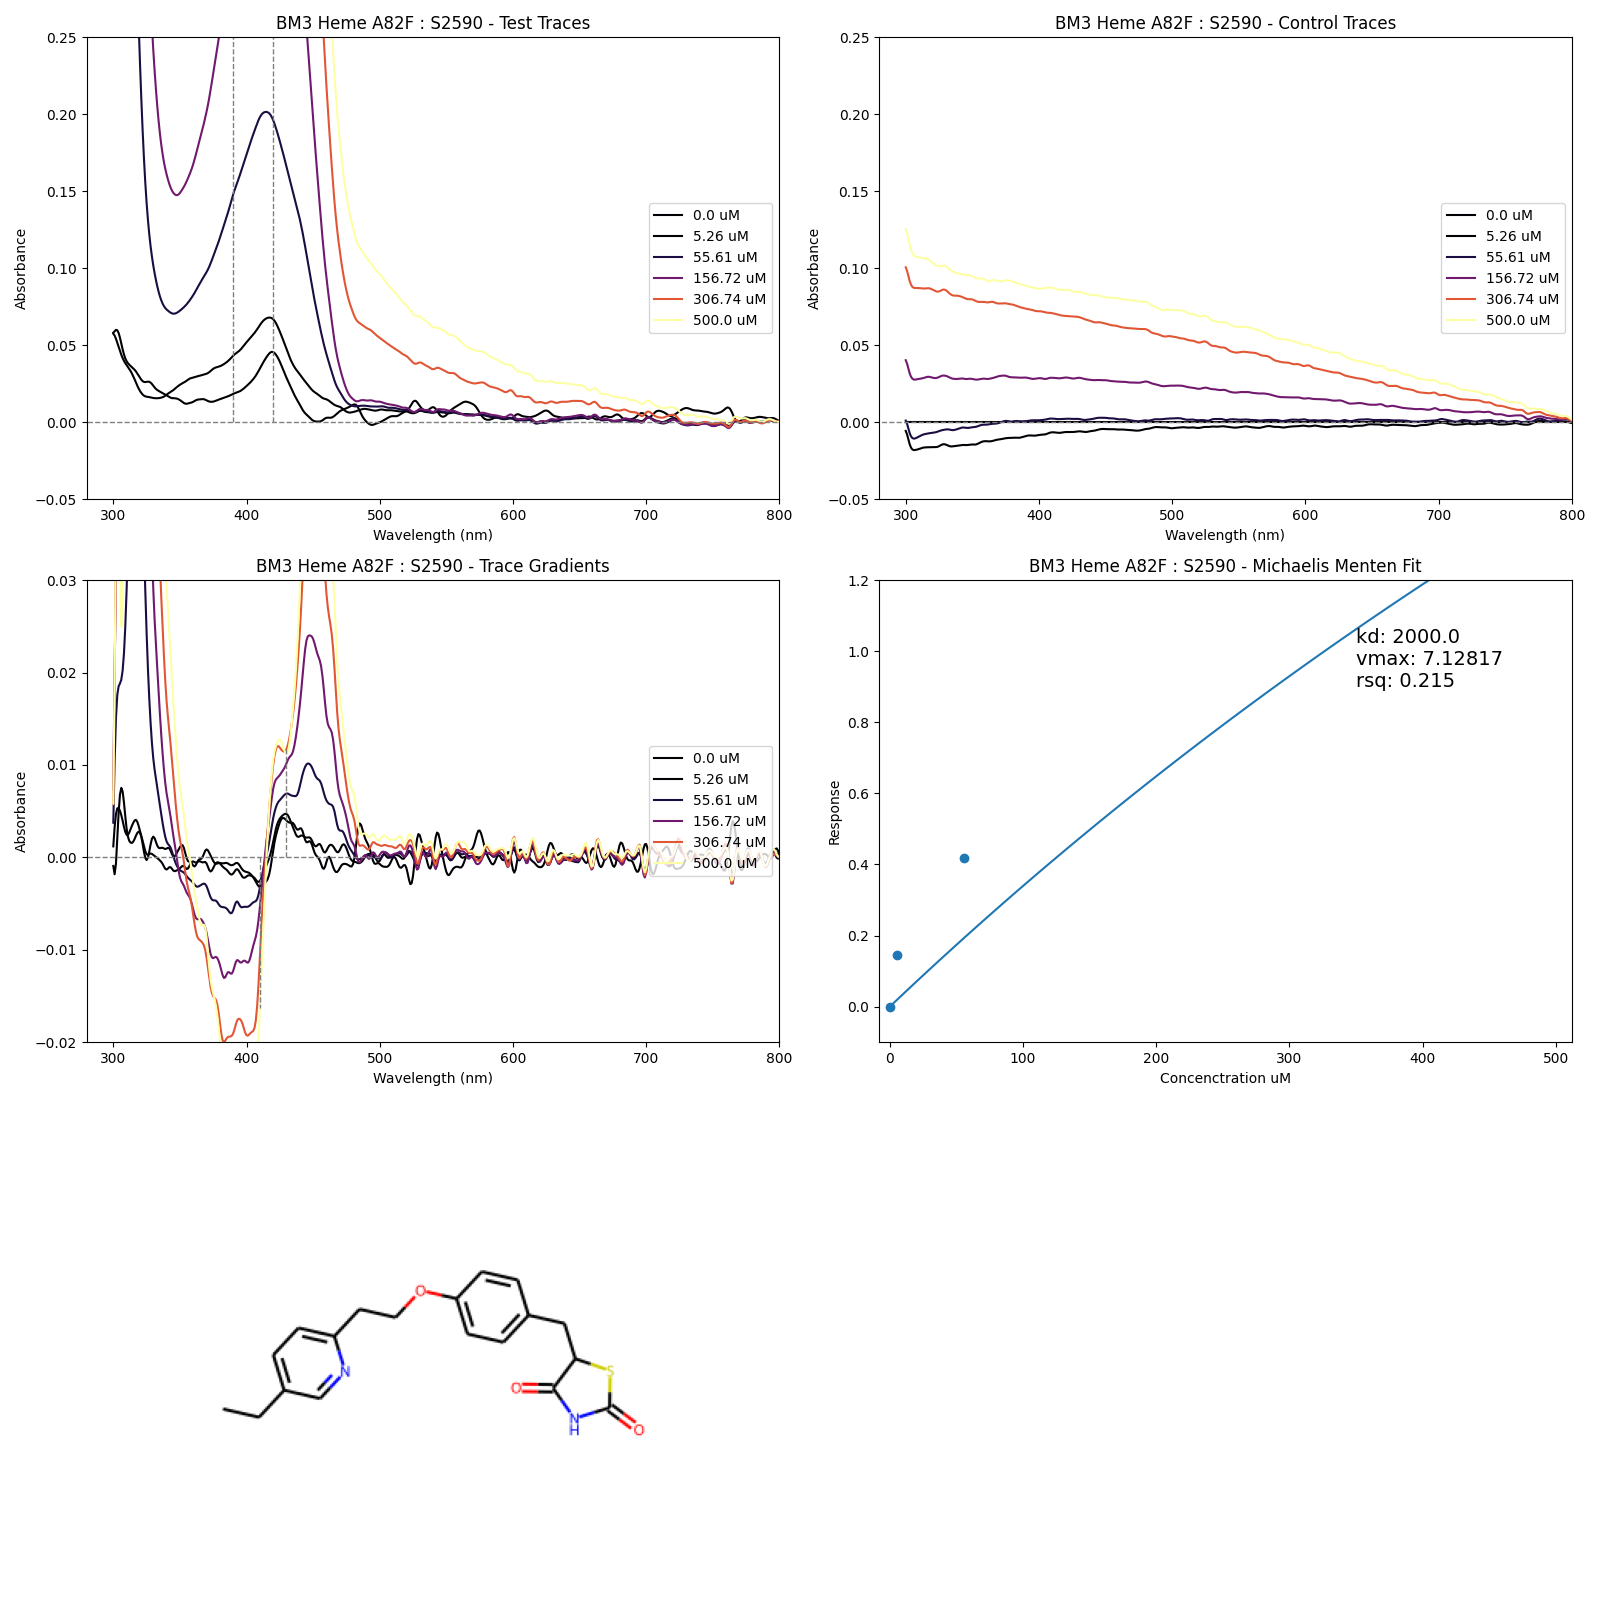 BM3 Heme A82F : S2590 - Test Traces
0.25
0.20
0.15
0.10
0.05
0.00
−0.05
Absorbance
300
400
500
600
700
800
Wavelength (nm)
0.0 uM
5.26 uM
55.61 uM
156.72 uM
306.74 uM
500.0 uM
BM3 Heme A82F : S2590 - Control Traces
0.25
0.20
0.15
0.10
0.05
0.00
−0.05
Absorbance
300
400
500
600
700
800
Wavelength (nm)
0.0 uM
5.26 uM
55.61 uM
156.72 uM
306.74 uM
500.0 uM
BM3 Heme A82F : S2590 - Trace Gradients
0.03
0.02
0.01
0.00
−0.01
−0.02
Absorbance
300
400
500
600
700
800
Wavelength (nm)
0.0 uM
5.26 uM
55.61 uM
156.72 uM
306.74 uM
500.0 uM
BM3 Heme A82F : S2590 - Michaelis Menten Fit
1.2
1.0
0.8
0.6
0.4
0.2
0.0
Response
0
100
200
300
400
500
Concenctration uM
kd: 2000.0
vmax: 7.12817
rsq: 0.215
O
N
S
O
N
H
O